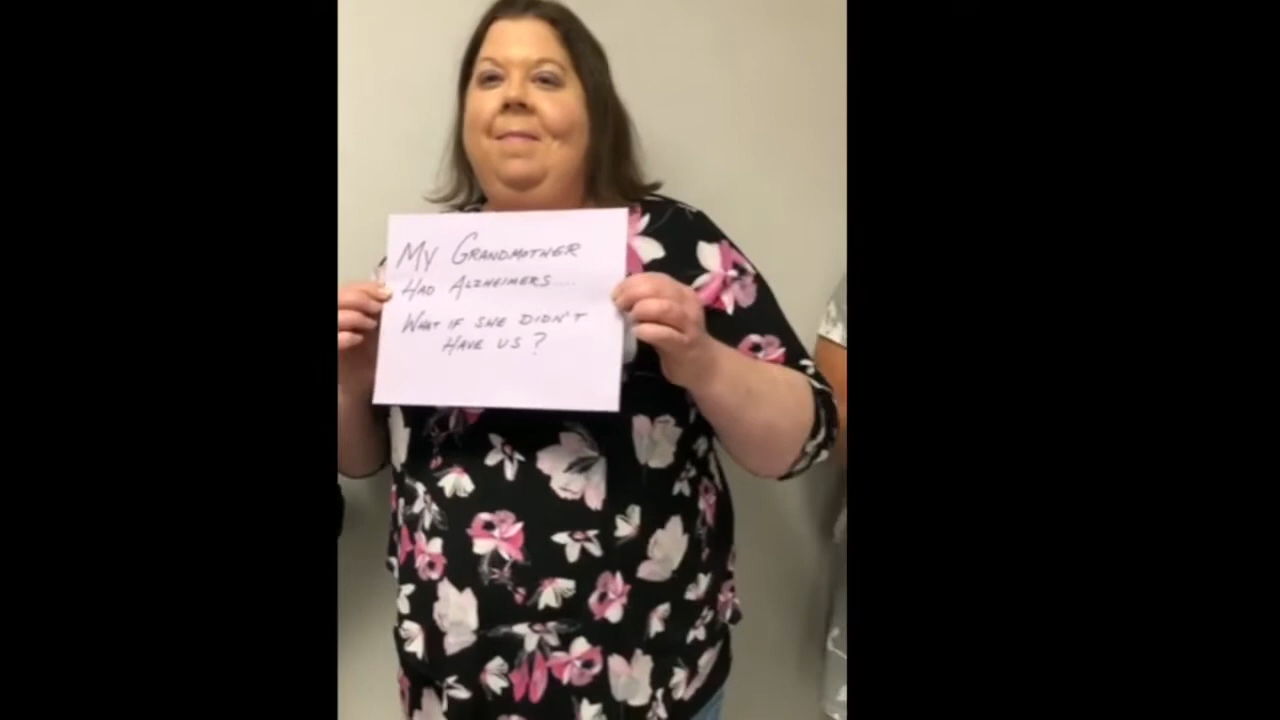 My Grandmother
Had Alzheimers....
What if she didn't
have us?